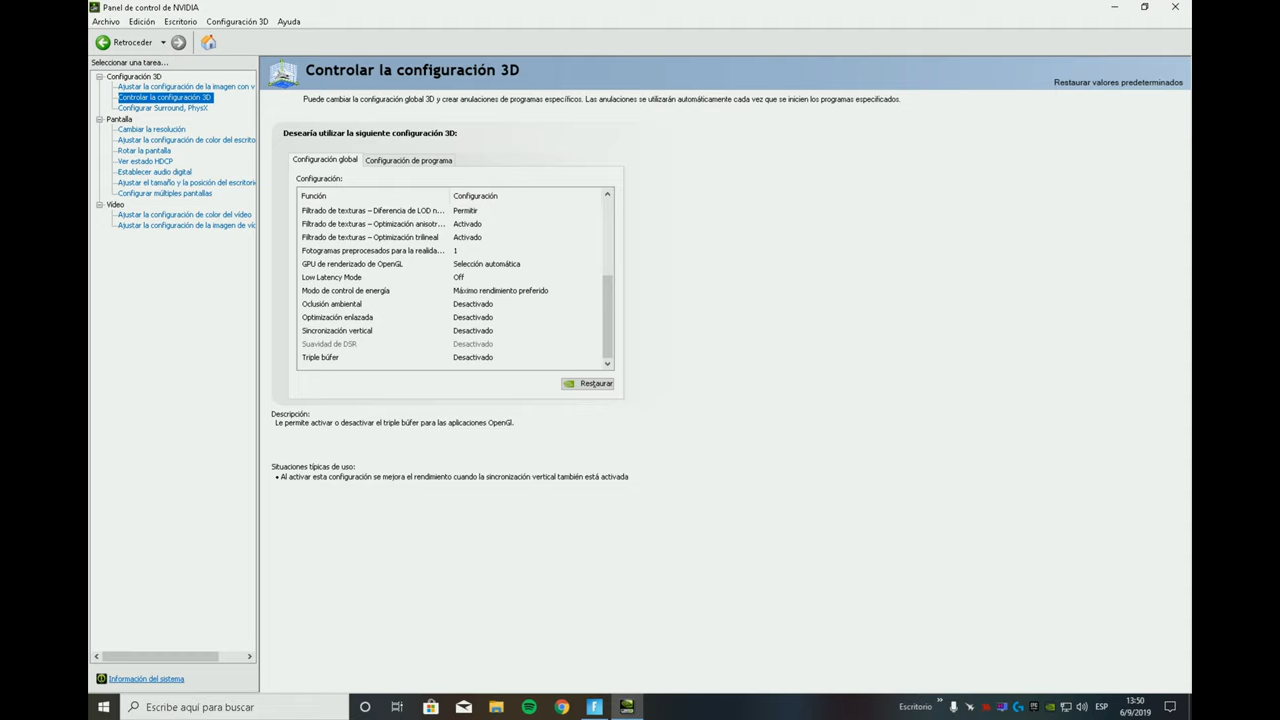 Panel de control de NVIDIA
Archivo Edición Escritorio Configuración 3D Ayuda
Retroceder
Seleccionar una tarea...
Configuración 3D
Ajustar la configuración de la imagen con v
Controlar la configuración 3D
Configurar Surround, PhysX
Pantalla
Cambiar la resolución
Ajustar la configuración de color del escrito
Rotar la pantalla
Ver estado HDCP
Establecer audio digital
Ajustar el tamaño y la posición del escritorio
Configurar múltiples pantallas
Vídeo
Ajustar la configuración de color del vídeo
Ajustar la configuración de la imagen de víd
Información del sistema
Controlar la configuración 3D
Restaurar valores predeterminados
Puede cambiar la configuración global 3D y crear anulaciones de programas específicos. Las anulaciones se utilizarán automáticamente cada vez que se inicien los programas especificados.
Desearía utilizar la siguiente configuración 3D:
Configuración global Configuración de programa
Configuración:
Función Configuración
Filtrado de texturas – Diferencia de LOD n... Permitir
Filtrado de texturas – Optimización anisotr... Activado
Filtrado de texturas – Optimización trilineal Activado
Fotogramas preprocesados para la realida... 1
GPU de renderizado de OpenGL Selección automática
Low Latency Mode Off
Modo de control de energía Máximo rendimiento preferido
Oclusión ambiental Desactivado
Optimización enlazada Desactivado
Sincronización vertical Desactivado
Suavidad de DSR Desactivado
Triple búfer Desactivado
Restaurar
Descripción:
Le permite activar o desactivar el triple búfer para las aplicaciones OpenGl.
Situaciones típicas de uso:
• Al activar esta configuración se mejora el rendimiento cuando la sincronización vertical también está activada
Escribe aquí para buscar
Escritorio
ESP
13:50
6/9/2019